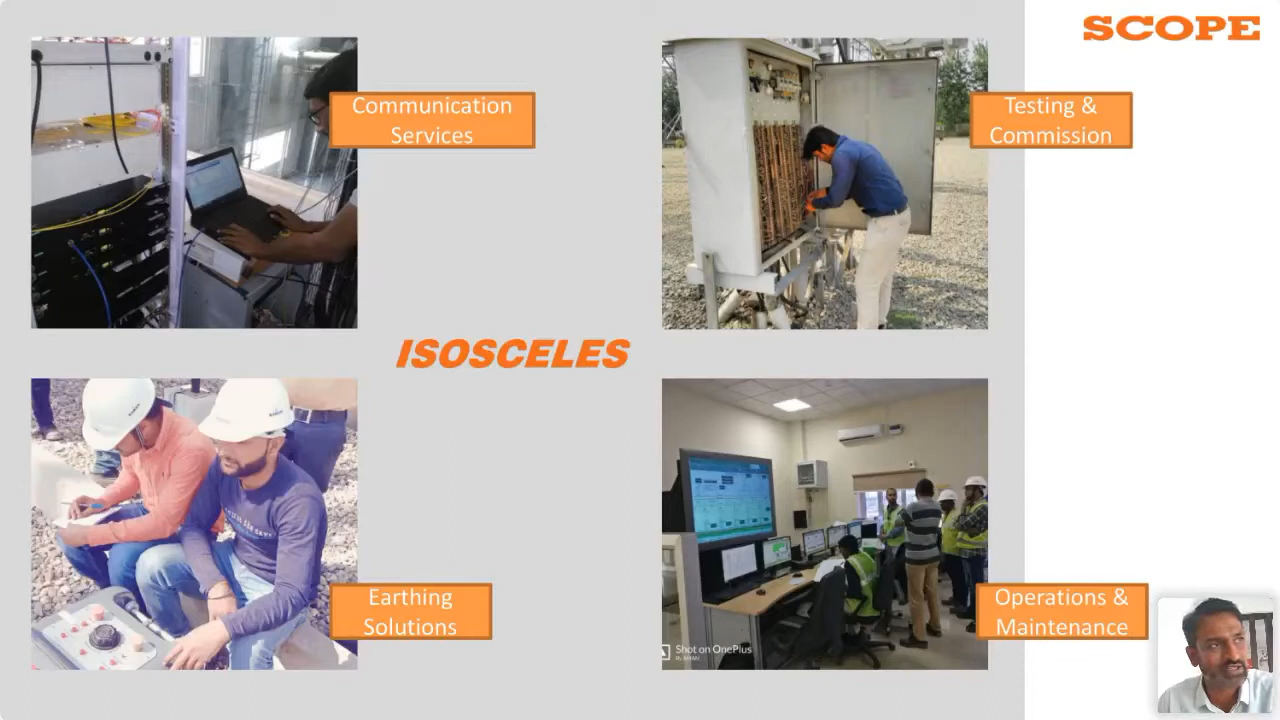 SCOPE
Communication
Services
Testing &
Commission
ISOSCELES
Earthing
Solutions
Operations &
Maintenance
Shot on OnePlus